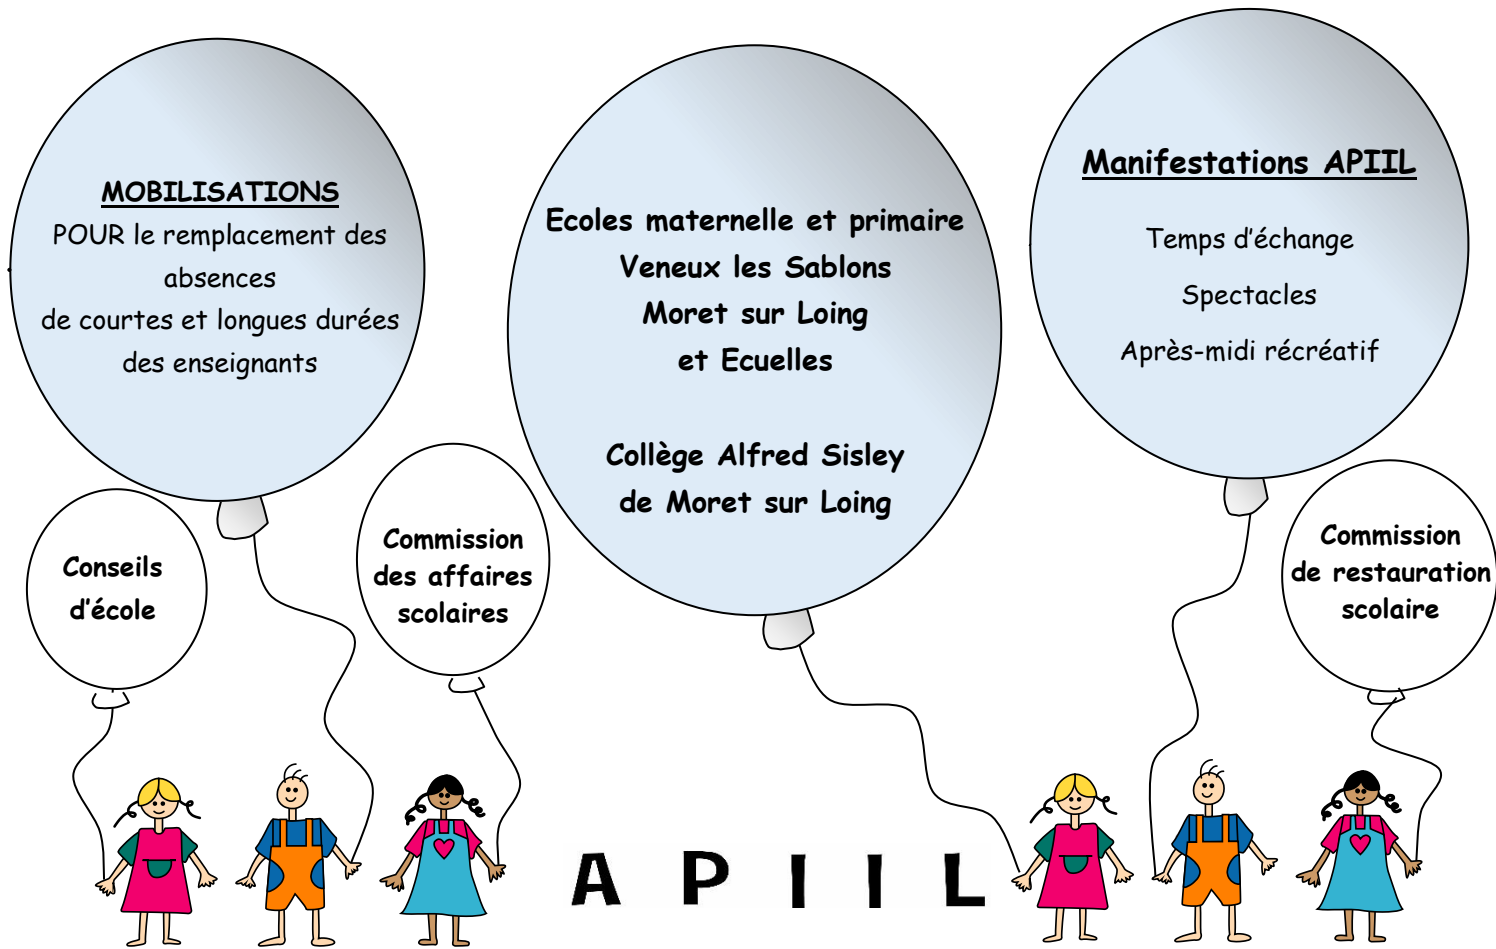 MOBILISATIONS
POUR le remplacement des
absences
de courtes et longues durées
des enseignants
Ecoles maternelle et primaire
Veneux les Sablons
Moret sur Loing
et Ecuelles
Collège Alfred Sisley
de Moret sur Loing
Manifestations APIIL
Temps d'échange
Spectacles
Après-midi récréatif
Conseils
d'école
Commission
des affaires
scolaires
Commission
de restauration
scolaire
A P I I L